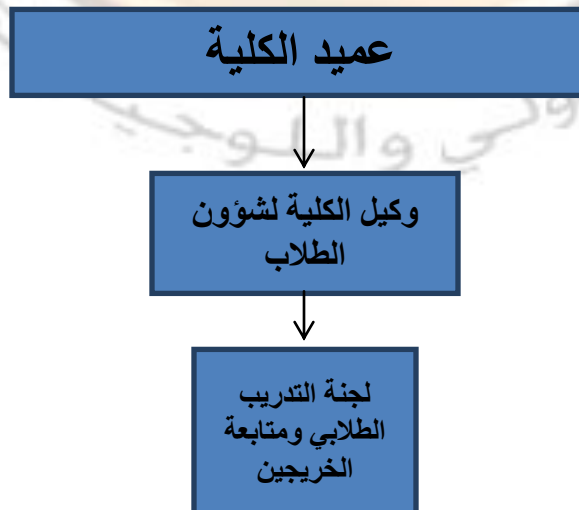 عميد الكلية
وكيل الكلية لشؤون
الطلاب
لجنة التدريب
الطلابي ومتابعة
الخريجين